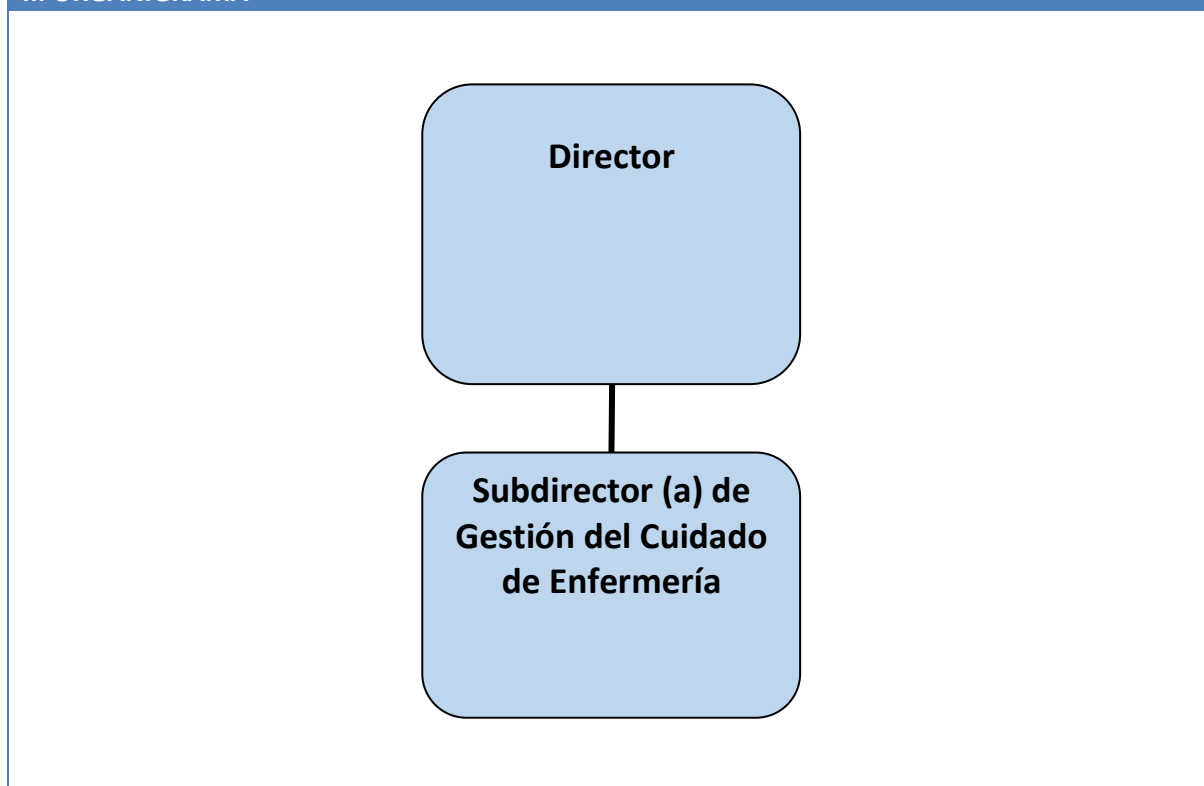 Director
Subdirector (a) de
Gestión del Cuidado
de Enfermería